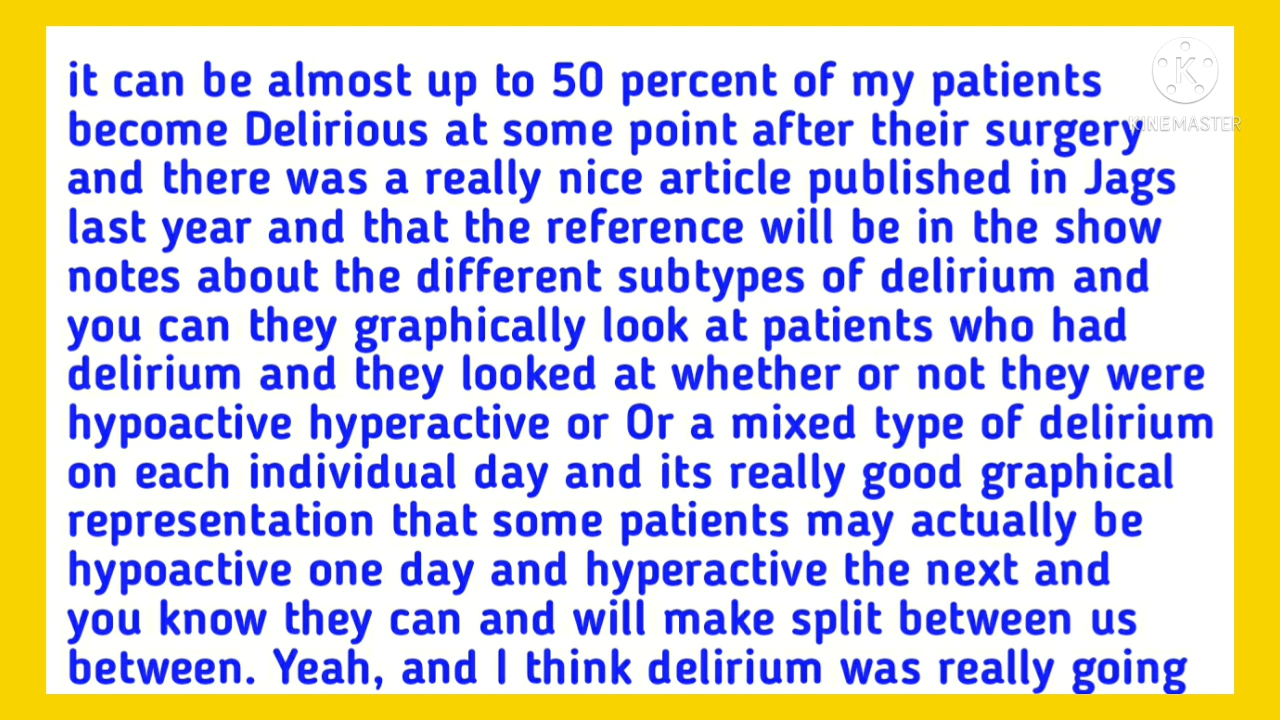 it can be almost up to 50 percent of my patients
become Delirious at some point after their surgery
and there was a really nice article published in Jags
last year and that the reference will be in the show
notes about the different subtypes of delirium and
you can they graphically look at patients who had
delirium and they looked at whether or not they were
hypoactive hyperactive or Or a mixed type of delirium
on each individual day and its really good graphical
representation that some patients may actually be
hypoactive one day and hyperactive the next and
you know they can and will make split between us
between. Yeah, and I think delirium was really going
K
KINEMASTER